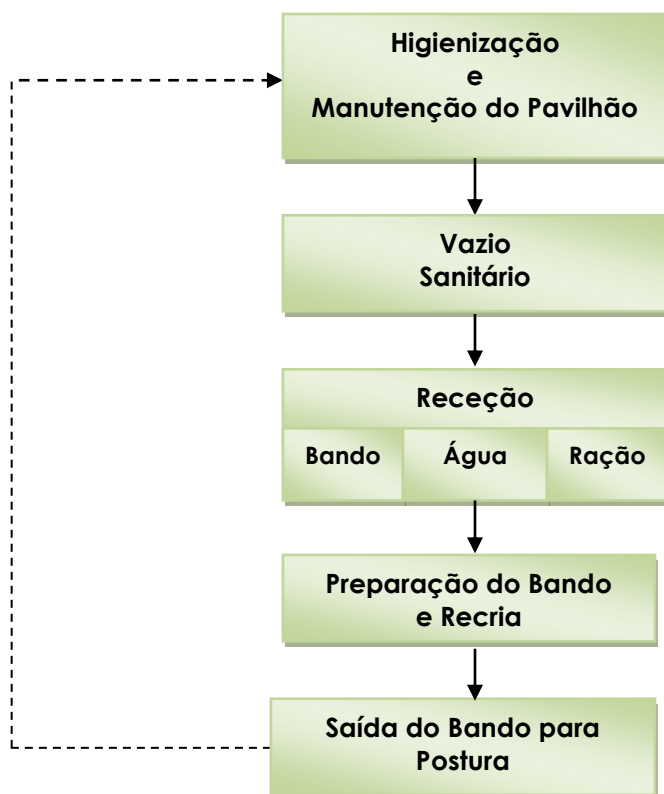 Higienização
e
Manutenção do Pavilhão
Vazio
Sanitário
Receção
Bando Água Ração
Preparação do Bando
e Recria
Saída do Bando para
Postura